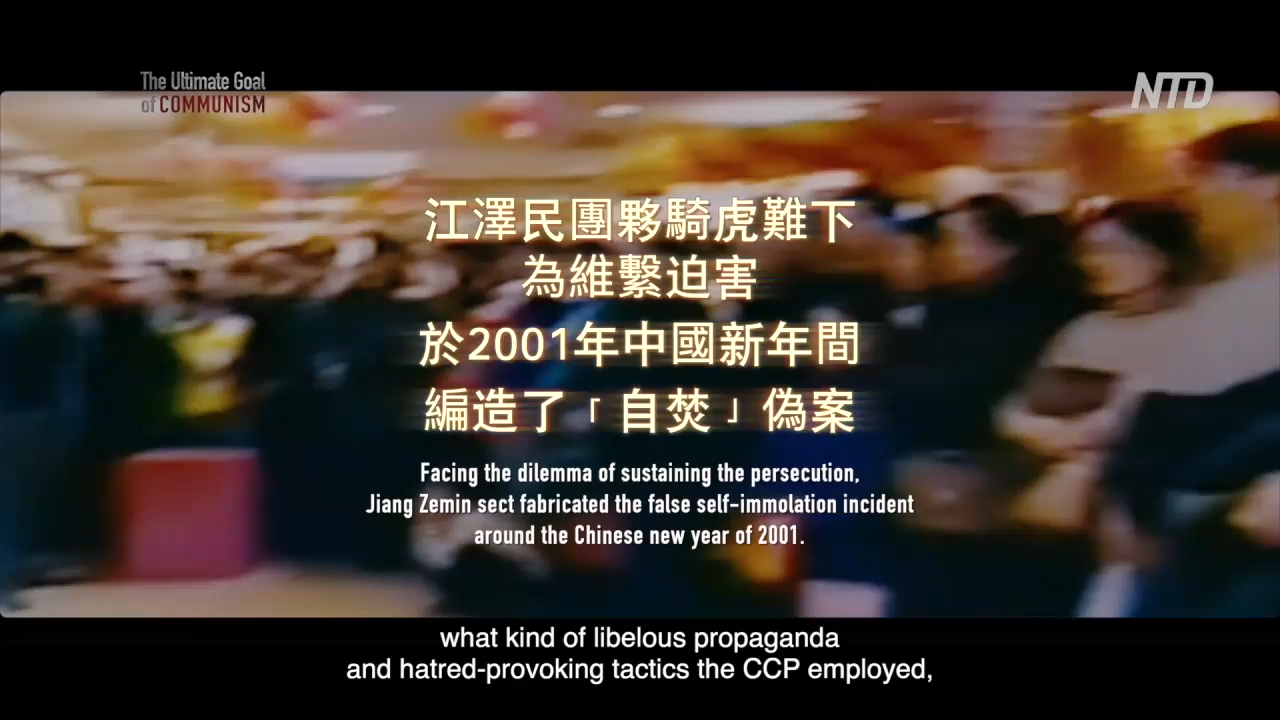 The Ultimate Goal
of COMMUNISM
NTD
江澤民團夥騎虎難下
為維繫迫害
於2001年中國新年間
編造了「自焚」偽案
Facing the dilemma of sustaining the persecution,
Jiang Zemin sect fabricated the false self-immolation incident
around the Chinese new year of 2001.
what kind of libelous propaganda
and hatred-provoking tactics the CCP employed,